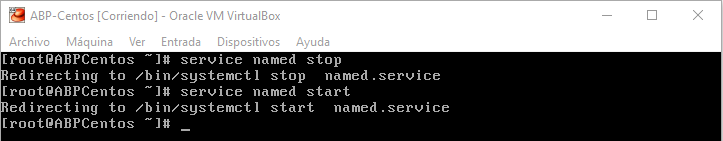 ABP-Centos [Corriendo] - Oracle VM VirtualBox
Archivo Máquina Ver Entrada Dispositivos Ayuda
[root@ABPCentos ~]# service named stop
Redirecting to /bin/systemctl stop  named.service
[root@ABPCentos ~]# service named start
Redirecting to /bin/systemctl start  named.service
[root@ABPCentos ~]# _